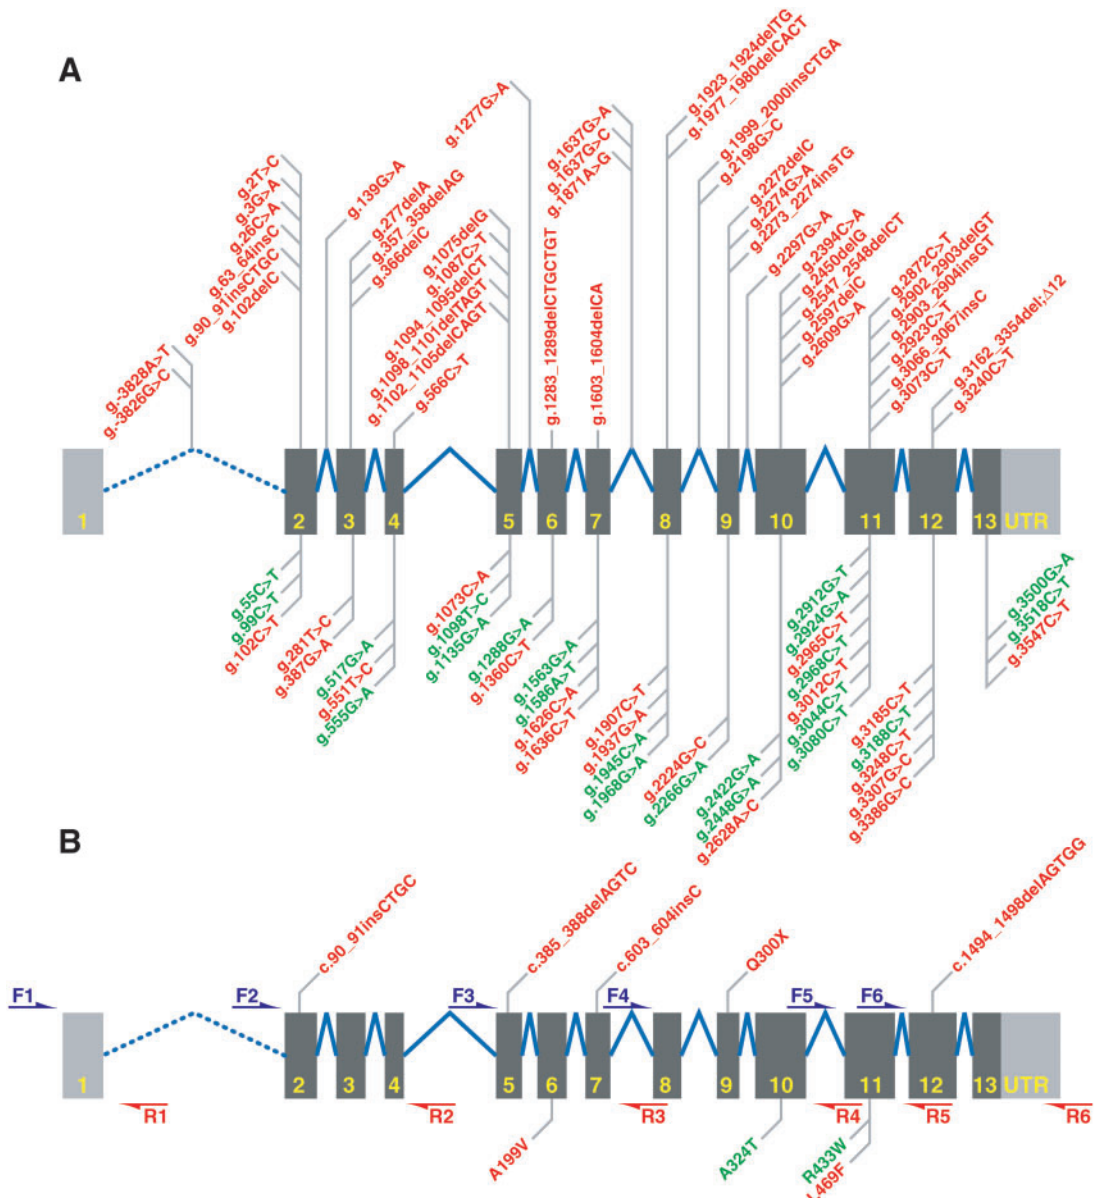 A
g.-3828A>T
g.-3826G>C
g.2T>C
g.3G>A
g.26C>A
g.63_64insC
g.90_91insCTGC
g.102delC
g.139G>A
g.277delA
g.357_358delAG
g.366delC
g.566C>T
g.1075delG
g.1087C>T
g.1094_1095delCT
g.1098_1101delTAGT
g.1102_1105delCAGT
g.1277G>A
g.1283_1289delCTGCTGT
g.1603_1604delCA
g.1637G>A
g.1637G>C
g.1871A>G
g.1923_1924delTG
g.1977_1980delCACT
g.1999_2000insCTGA
g.2198G>C
g.2272delC
g.2274G>A
g.2273_2274insTG
g.2297G>A
g.2394C>A
g.2450delG
g.2547_2548delCT
g.2597delC
g.2609G>A
g.2872C>T
g.2902_2903delGT
g.2903_2904insGT
g.2923C>T
g.3066_3067insC
g.3073C>T
g.3162_3354del;Δ12
g.3240C>T
1
2
3
4
5
6
7
8
9
10
11
12
13
UTR
g.55C>T
g.99C>T
g.102C>T
g.281T>C
g.387G>A
g.517G>A
g.551T>C
g.555G>A
g.1073C>A
g.1098T>C
g.1135G>A
g.1288G>A
g.1360C>T
g.1563G>A
g.1586A>T
g.1626C>A
g.1636C>T
g.1907C>T
g.1937G>A
g.1945C>A
g.1968G>A
g.2224G>C
g.2266G>A
g.2422G>A
g.2448G>A
g.2628A>C
g.2912G>T
g.2924G>A
g.2965C>T
g.2968C>T
g.3012C>T
g.3044C>T
g.3080C>T
g.3185C>T
g.3188C>T
g.3248C>T
g.3307G>C
g.3386G>C
g.3500G>A
g.3518C>T
g.3547C>T
B
c.90_91insCTGC
c.385_388delAGTC
c.603_604insC
Q300X
c.1494_1498delAGTGG
F1
F2
F3
F4
F5
F6
1
2
3
4
5
6
7
8
9
10
11
12
13
UTR
R1
R2
R3
R4
R5
R6
A199V
A324T
R433W
L469F